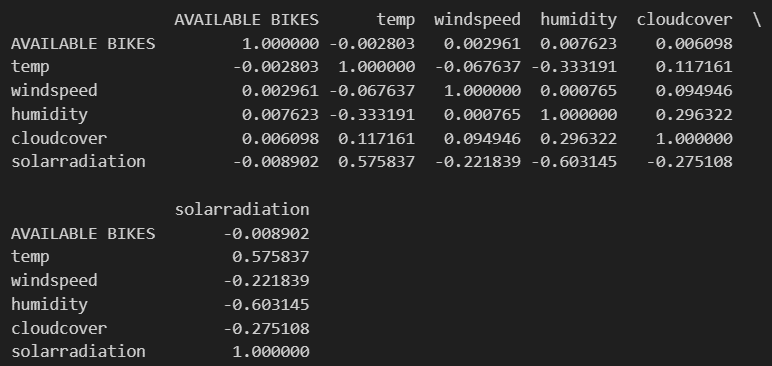 AVAILABLE BIKES      temp  windspeed  humidity  cloudcover  \
AVAILABLE BIKES         1.000000 -0.002803   0.002961  0.007623    0.006098
temp                   -0.002803  1.000000  -0.067637 -0.333191    0.117161
windspeed               0.002961 -0.067637   1.000000  0.000765    0.094946
humidity                0.007623 -0.333191   0.000765  1.000000    0.296322
cloudcover              0.006098  0.117161   0.094946  0.296322    1.000000
solarradiation         -0.008902  0.575837  -0.221839 -0.603145   -0.275108

                 solarradiation
AVAILABLE BIKES       -0.008902
temp                   0.575837
windspeed             -0.221839
humidity              -0.603145
cloudcover            -0.275108
solarradiation         1.000000